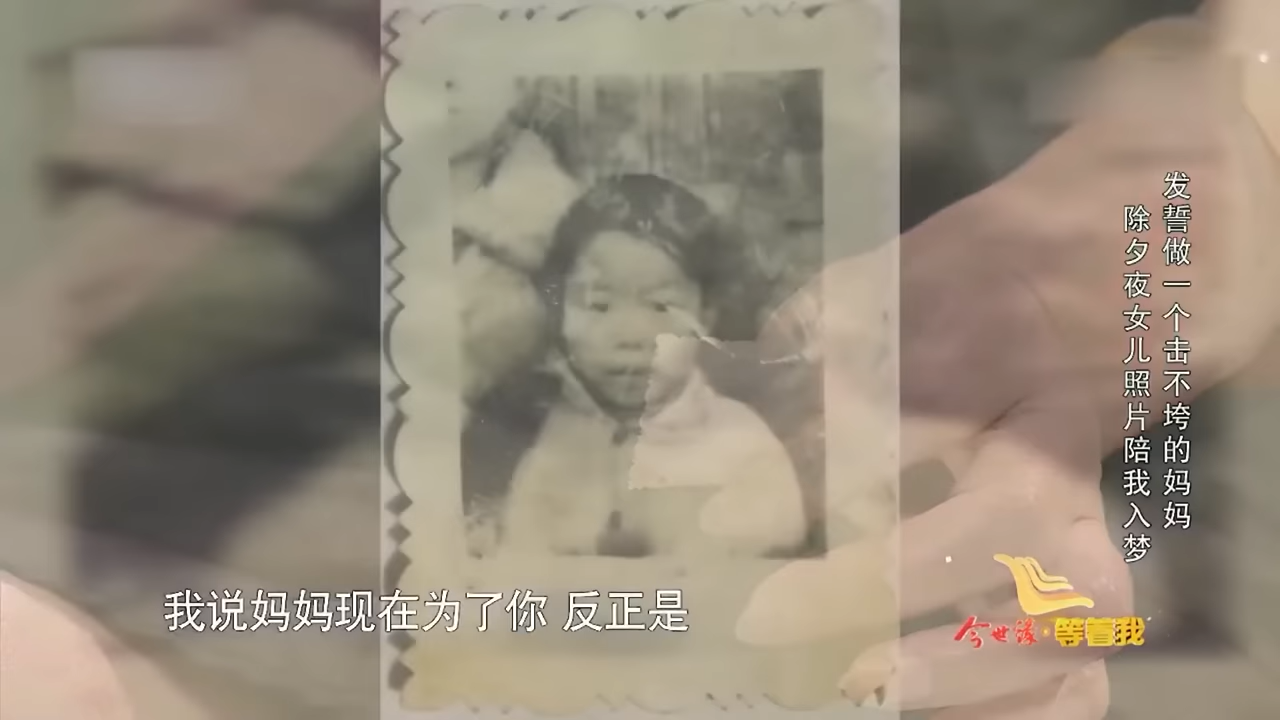 发誓做一个击不垮的妈妈
除夕夜女儿照片陪我入梦
我说妈妈现在为了你 反正是
今世缘·等着我